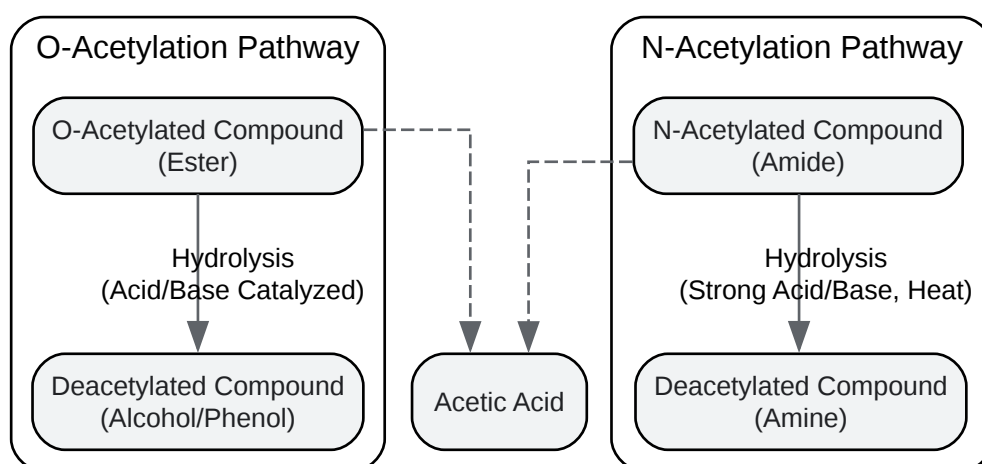 O-Acetylation Pathway
O-Acetylated Compound
(Ester)
Hydrolysis
(Acid/Base Catalyzed)
Deacetylated Compound
(Alcohol/Phenol)
Acetic Acid
N-Acetylation Pathway
N-Acetylated Compound
(Amide)
Hydrolysis
(Strong Acid/Base, Heat)
Deacetylated Compound
(Amine)